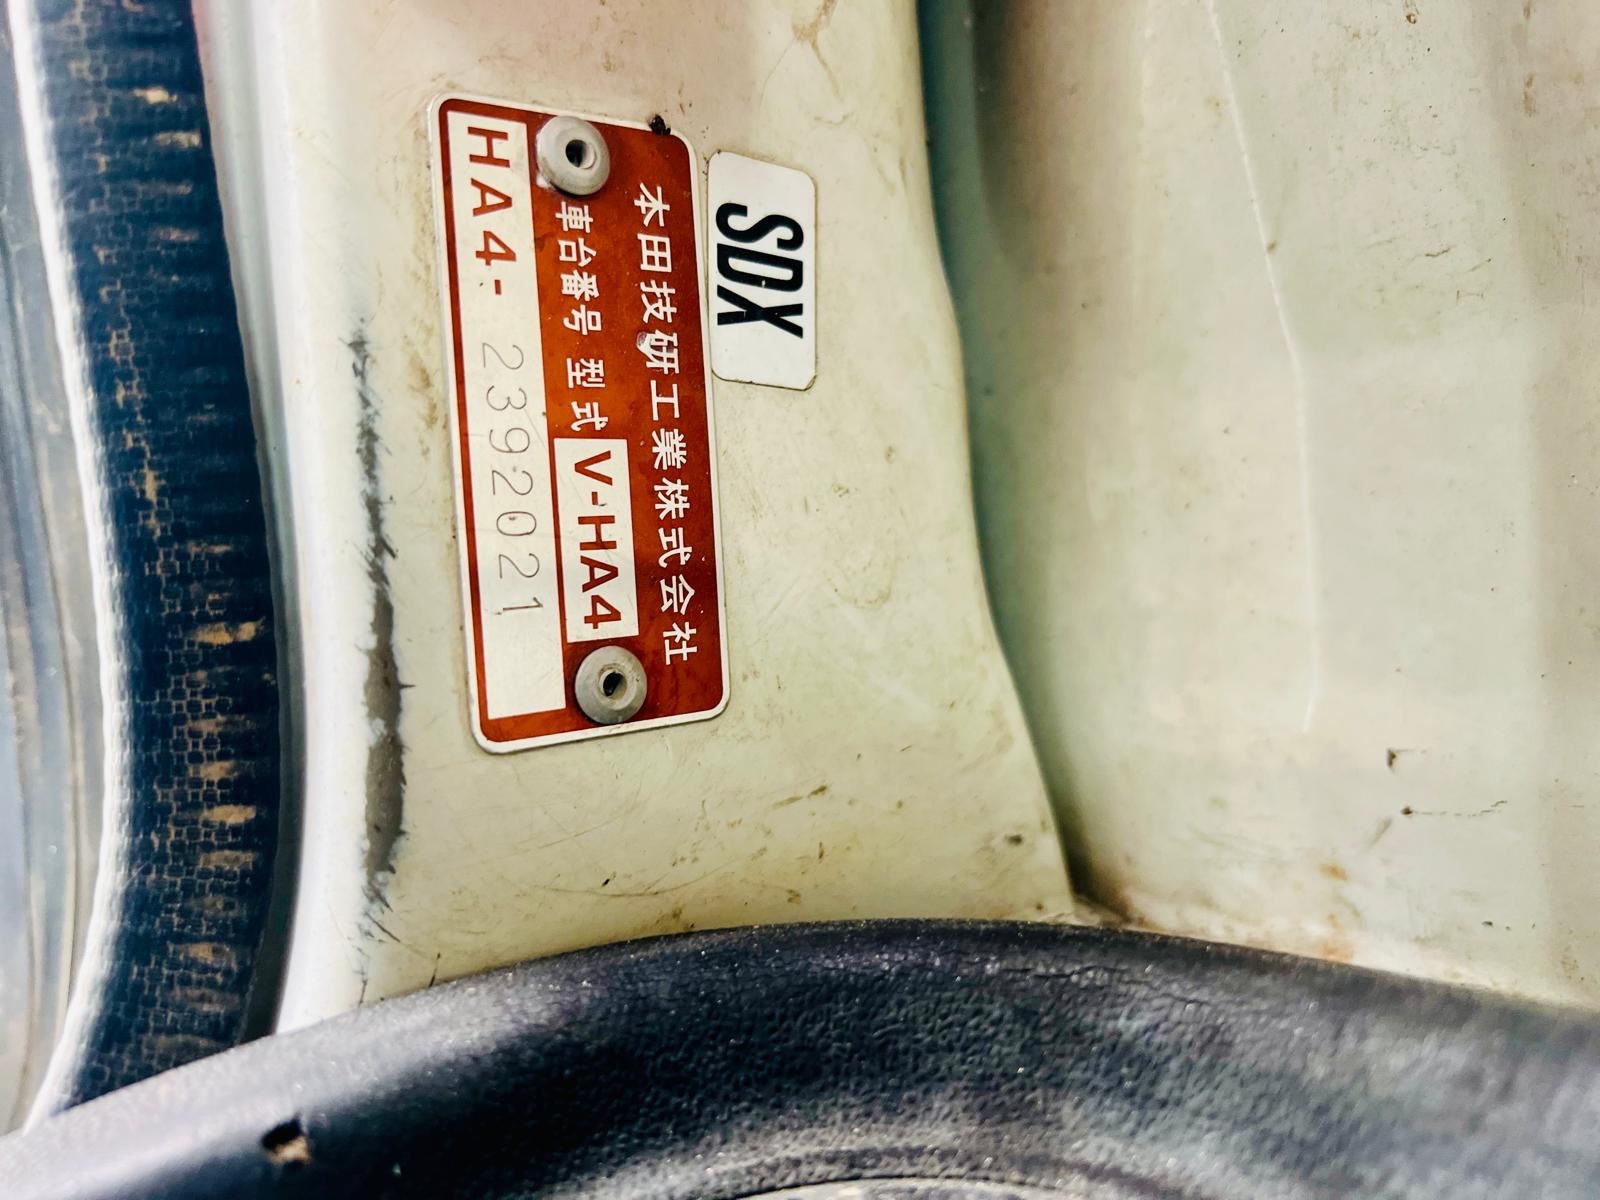 SDX
本田技研工業株式会社
車台番号 型式 V-HA4
HA4-2392021